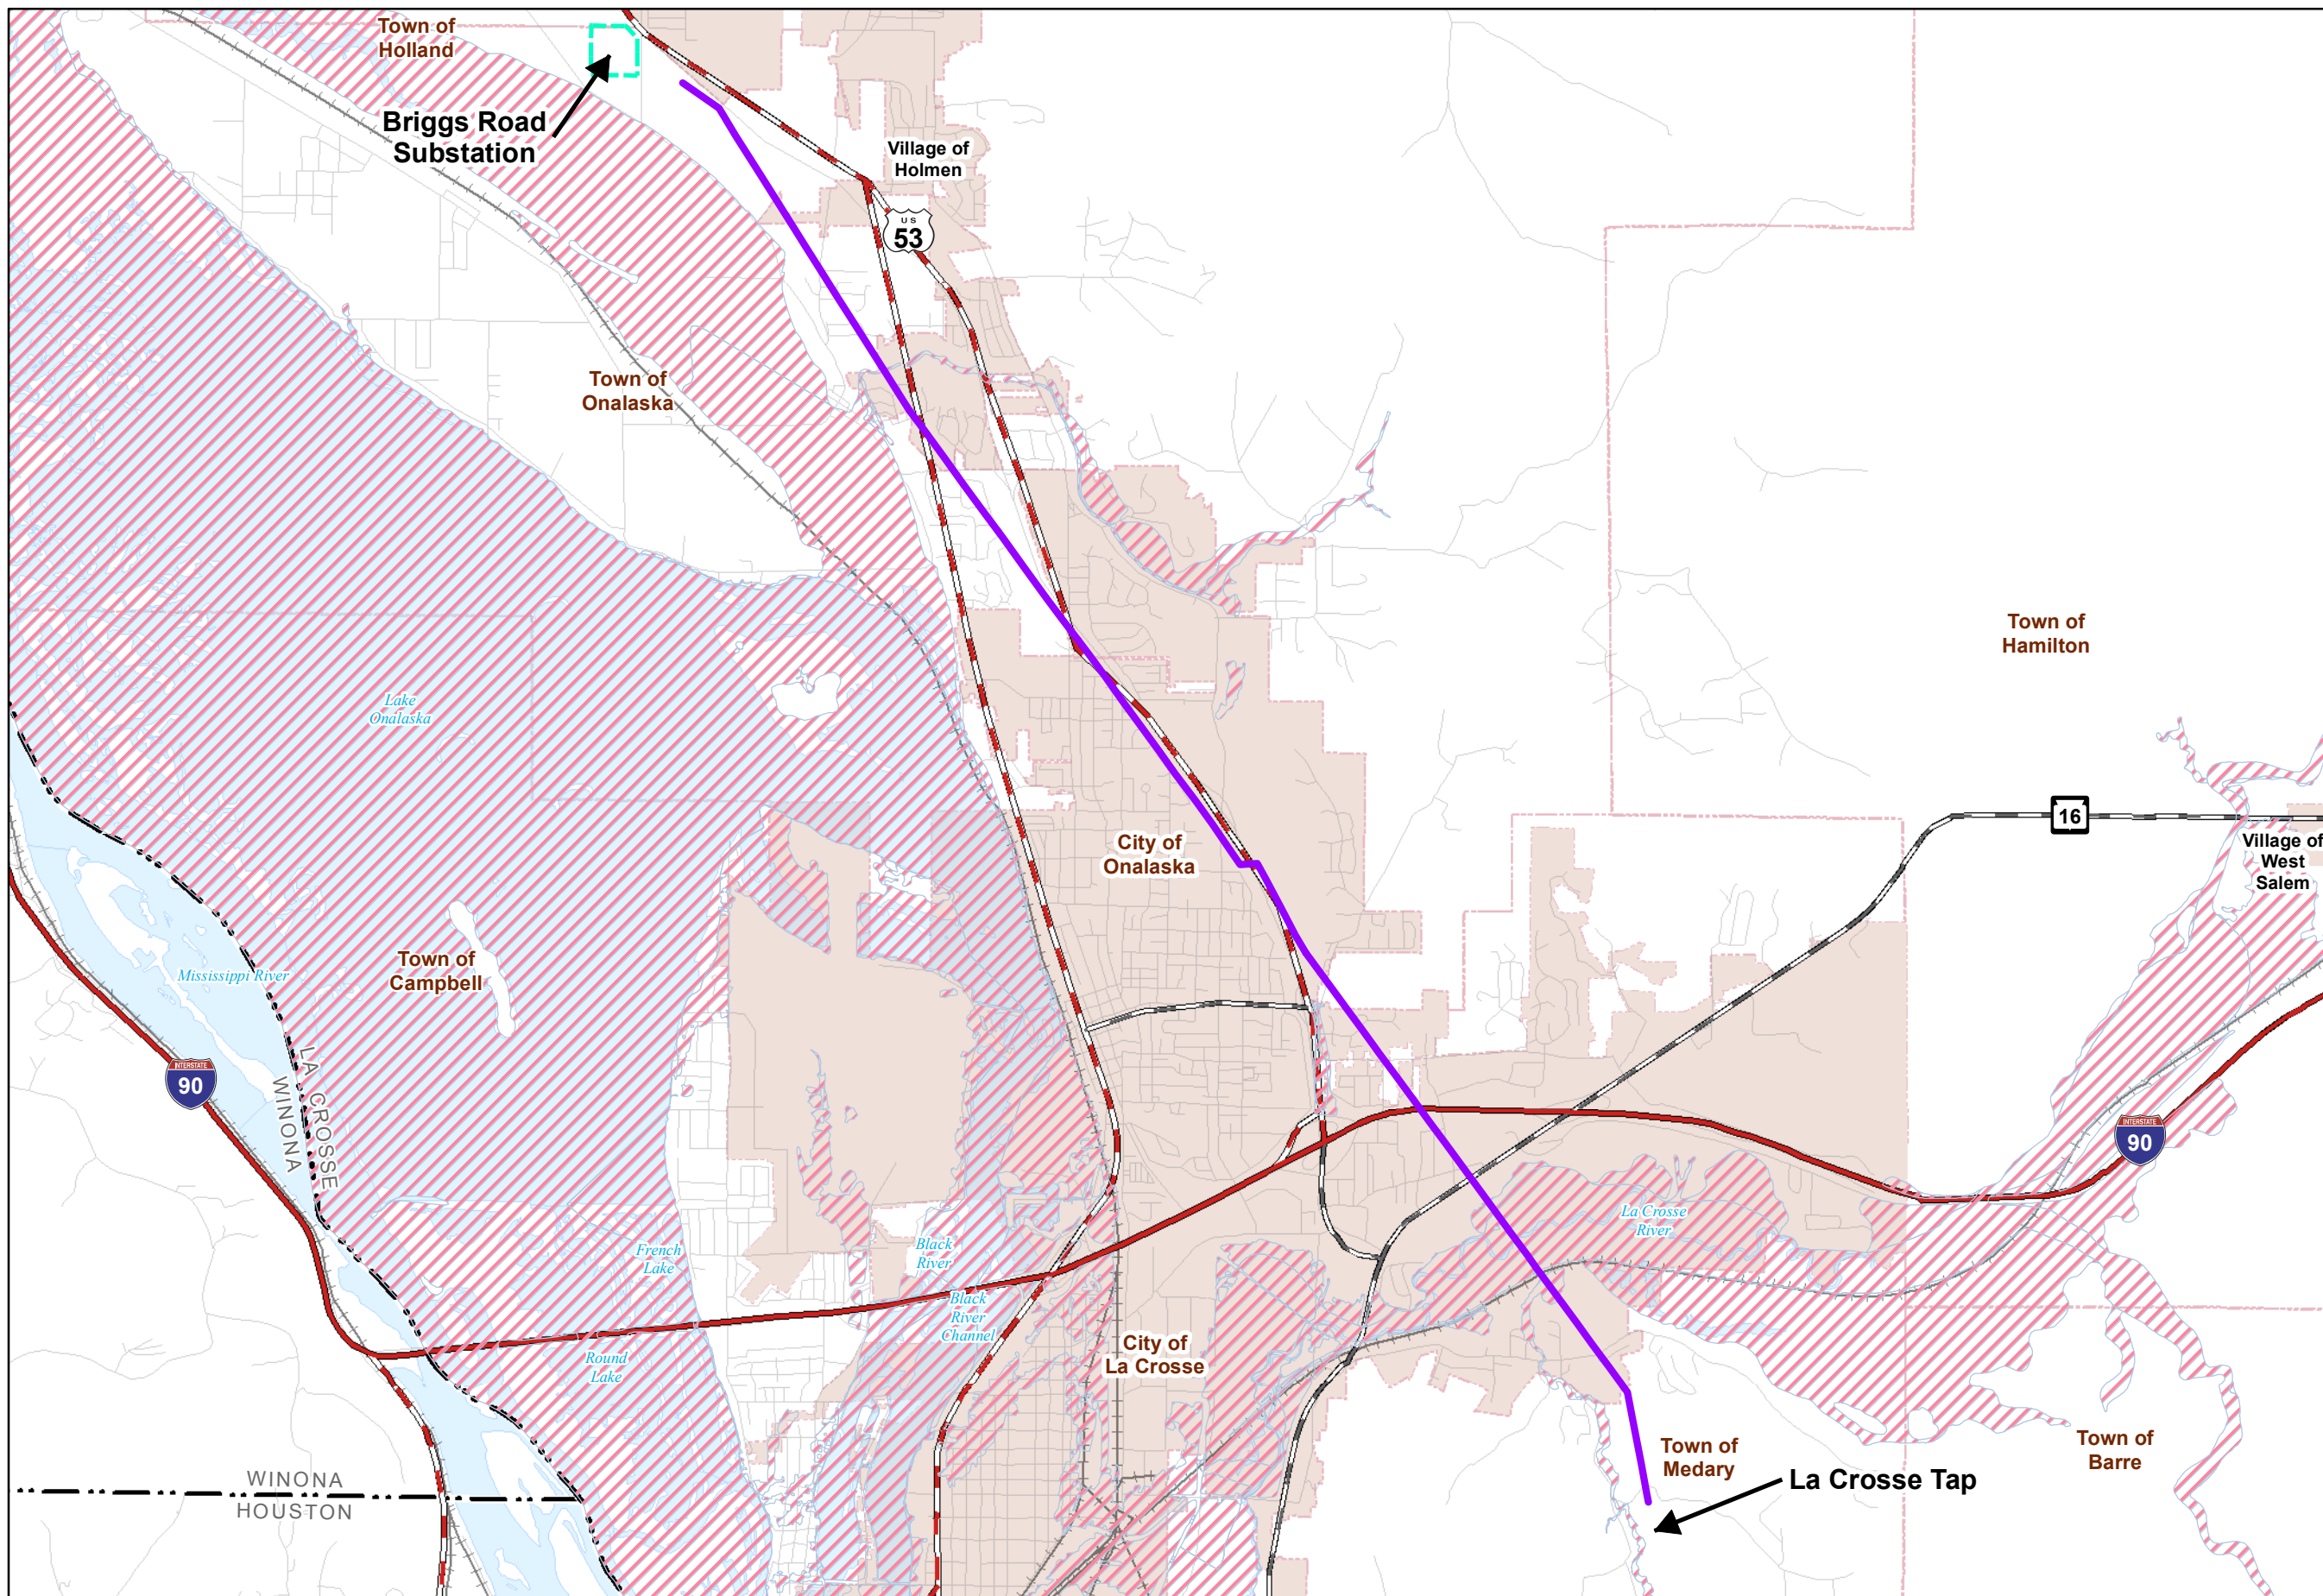 Town of
Holland
Briggs Road
Substation
Village of
Holmen
U S
53
Town of
Onalaska
Town of
Hamilton
Lake
Onalaska
16
City of
Onalaska
Village of
West
Salem
Town of
Campbell
Mississippi River
INTERSTATE
90
LA CROSSE
WINONA
INTERSTATE
90
La Crosse
River
French
Lake
Black
River
Black
River
Channel
Round
Lake
City of
La Crosse
Town of
Medary
Town of
Barre
La Crosse Tap
WINONA
HOUSTON